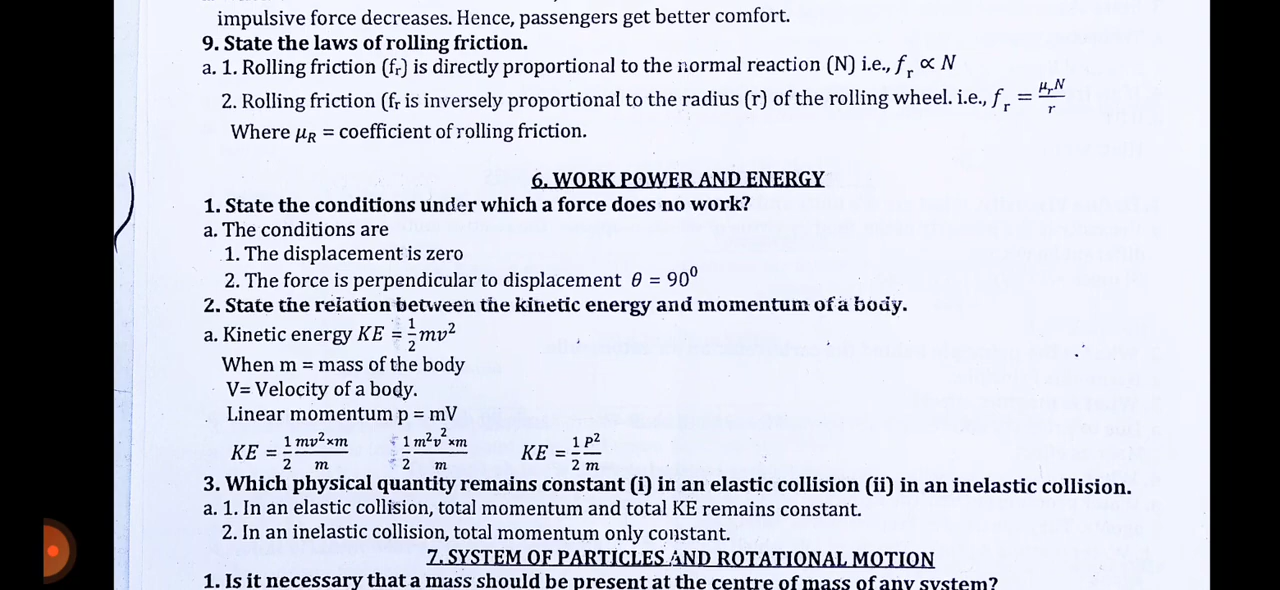 impulsive force decreases. Hence, passengers get better comfort.
9. State the laws of rolling friction.
a. 1. Rolling friction (fᵣ) is directly proportional to the normal reaction (N) i.e., f ᵣ ∝ N
2. Rolling friction (fᵣ is inversely proportional to the radius (r) of the rolling wheel. i.e., f ᵣ = μᵣN/r
Where μR = coefficient of rolling friction.
6. WORK POWER AND ENERGY
1. State the conditions under which a force does no work?
a. The conditions are
1. The displacement is zero
2. The force is perpendicular to displacement θ = 90⁰
2. State the relation between the kinetic energy and momentum of a body.
a. Kinetic energy KE = 1/2 mv²
When m = mass of the body
V= Velocity of a body.
Linear momentum p = mV
KE = 1/2 mv²×m/m = 1/2 m²v²×m/m KE = 1/2 P²/m
3. Which physical quantity remains constant (i) in an elastic collision (ii) in an inelastic collision.
a. 1. In an elastic collision, total momentum and total KE remains constant.
2. In an inelastic collision, total momentum only constant.
7. SYSTEM OF PARTICLES AND ROTATIONAL MOTION
1. Is it necessary that a mass should be present at the centre of mass of any system?